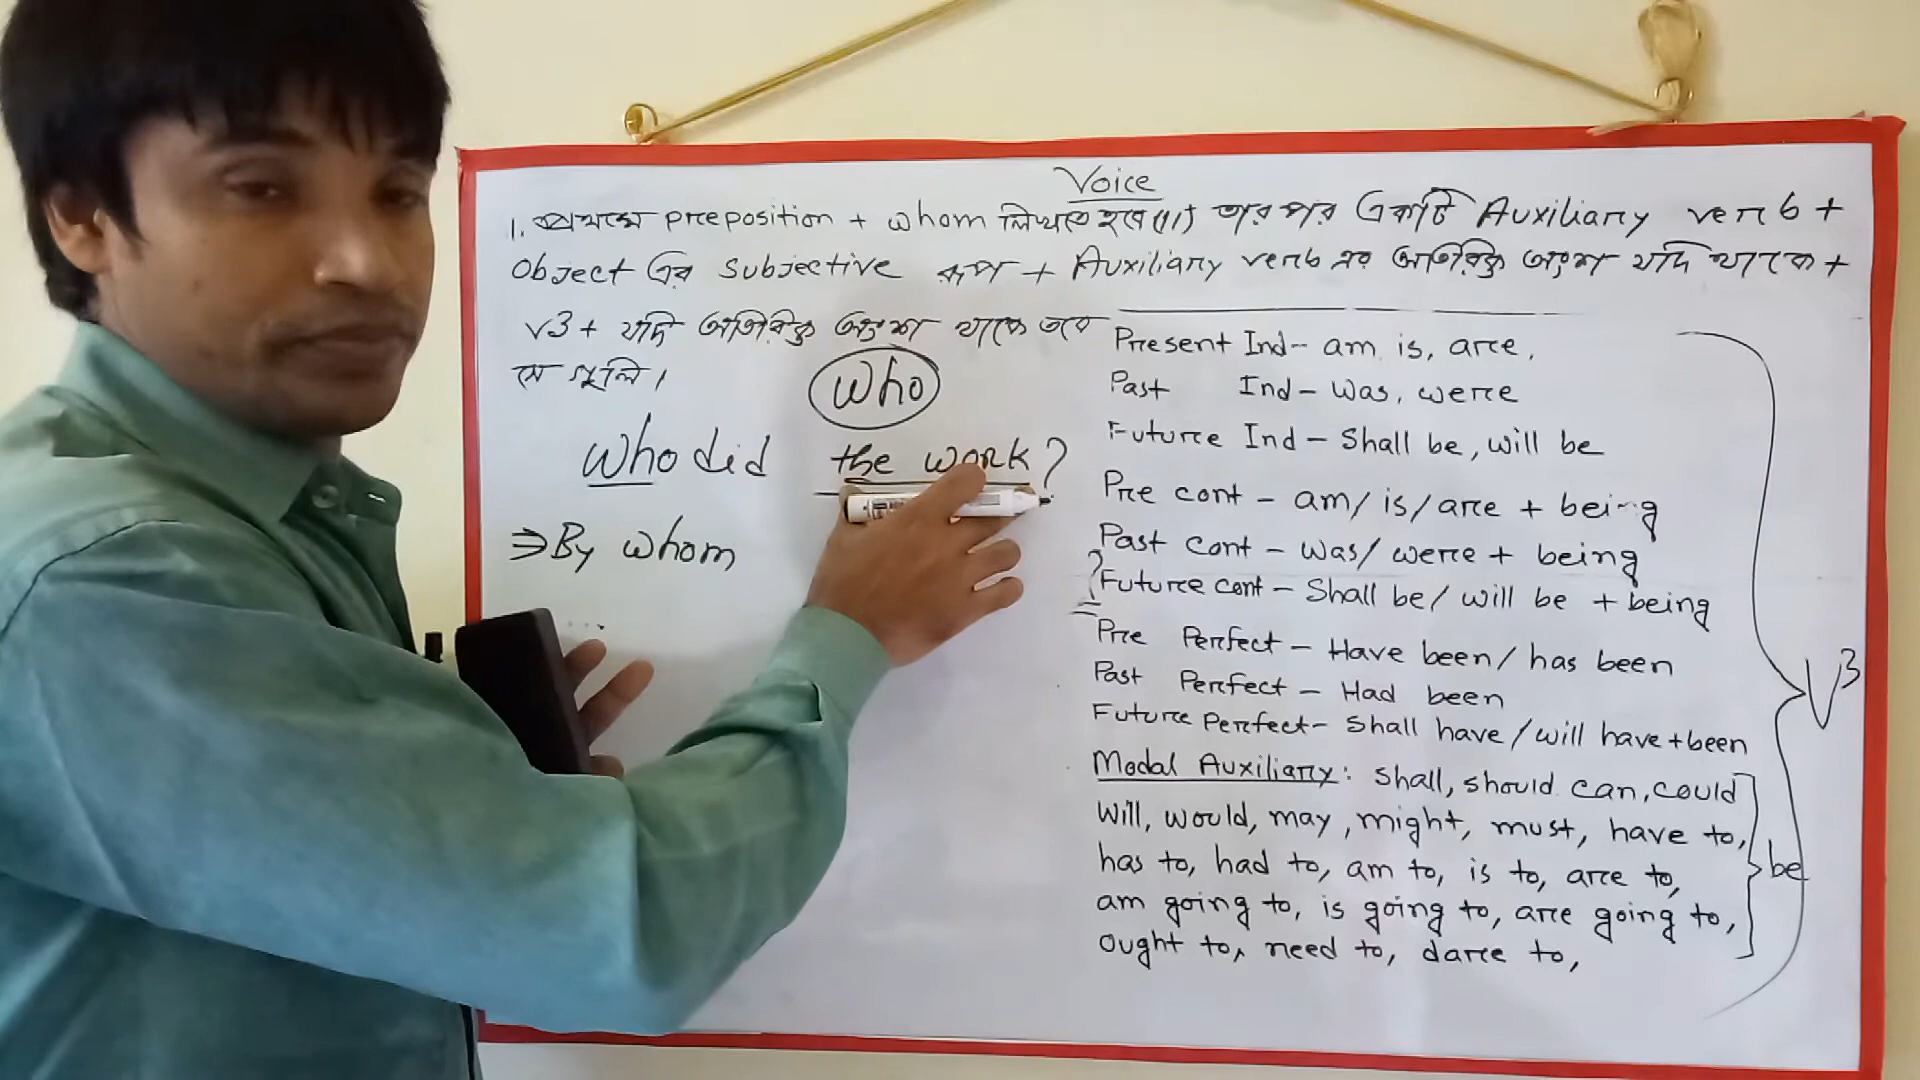 Voice
1. প্রথমে preposition + whom লিখতে হবে (।) তারপর একটি Auxiliary verb +
Object এর subjective রূপ + Auxiliary verb এর অতিরিক্ত অংশ যদি থাকে +
V3 + যদি অতিরিক্ত অংশ থাকে তবে
সে গুলি।
who
Who did the work?
⇒ By whom
Present Ind - am, is, are,
Past Ind - was, were
Future Ind - Shall be, will be
Pre cont - am/ is/ are + being
Past cont - was/ were + being
? Future cont - Shall be/ will be + being
Pre Perfect - Have been/ has been
Past Perfect - Had been
Future Perfect - Shall have / will have + been
Modal Auxiliary: shall, should can, could
will, would, may, might, must, have to,
has to, had to, am to, is to, are to,
am going to, is going to, are going to,
ought to, need to, dare to,
be
V3